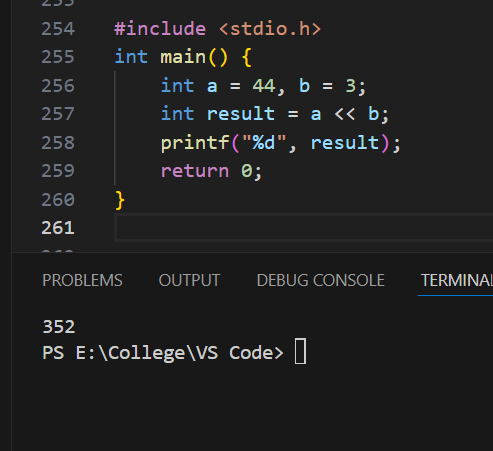 253
254 #include <stdio.h>
255 int main() {
256 int a = 44, b = 3;
257 int result = a << b;
258 printf("%d", result);
259 return 0;
260 }
261
PROBLEMS OUTPUT DEBUG CONSOLE TERMINAL
352
PS E:\College\VS Code>